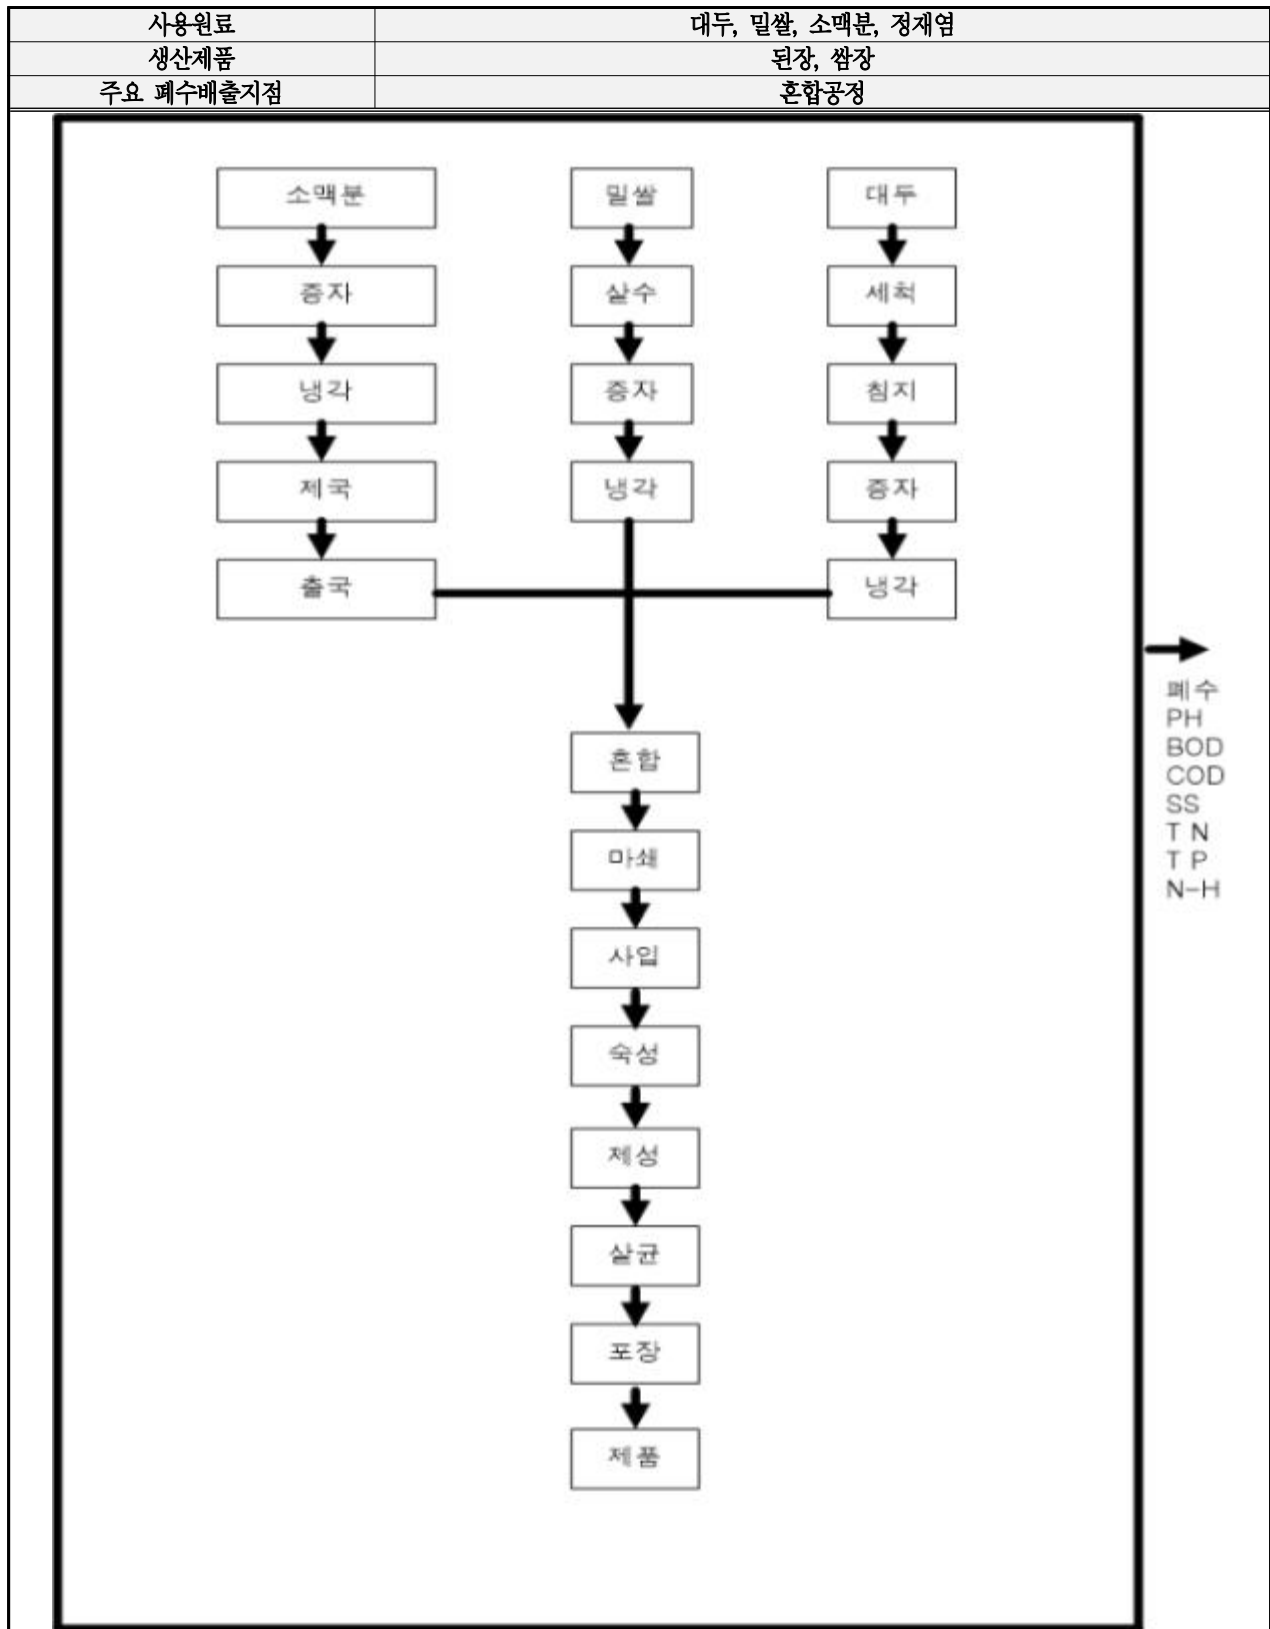 사용원료 대두, 밀쌀, 소맥분, 정재염
생산제품 된장, 쌈장
주요 폐수배출지점 혼합공정
소맥분 밀쌀 대두
증자 살수 세척
냉각 증자 침지
제국 냉각 증자
출국 냉각
폐수
PH
BOD
COD
SS
T N
T P
N-H
혼합
마쇄
사입
숙성
제성
살균
포장
제품